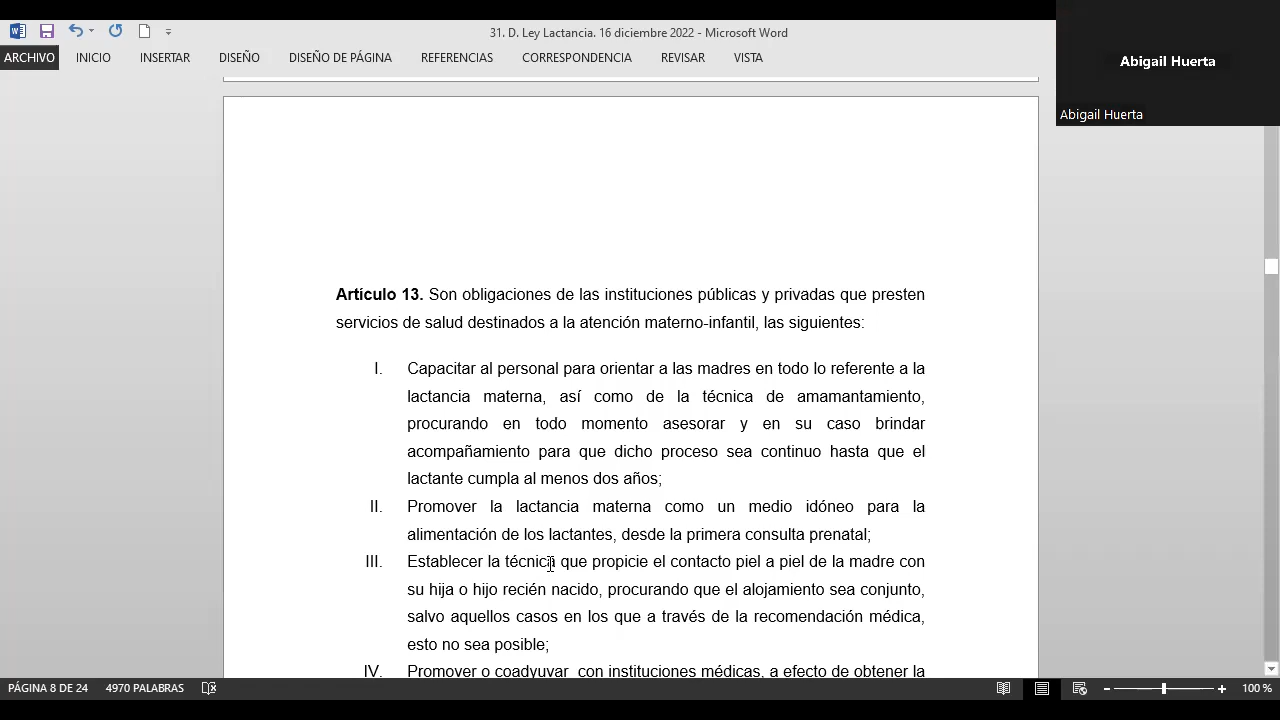 31. D. Ley Lactancia. 16 diciembre 2022 - Microsoft Word
ARCHIVO INICIO INSERTAR DISEÑO DISEÑO DE PÁGINA REFERENCIAS CORRESPONDENCIA REVISAR VISTA
Abigail Huerta
Abigail Huerta
Artículo 13. Son obligaciones de las instituciones públicas y privadas que presten
servicios de salud destinados a la atención materno-infantil, las siguientes:
I. Capacitar al personal para orientar a las madres en todo lo referente a la
lactancia materna, así como de la técnica de amamantamiento,
procurando en todo momento asesorar y en su caso brindar
acompañamiento para que dicho proceso sea continuo hasta que el
lactante cumpla al menos dos años;
II. Promover la lactancia materna como un medio idóneo para la
alimentación de los lactantes, desde la primera consulta prenatal;
III. Establecer la técnica que propicie el contacto piel a piel de la madre con
su hija o hijo recién nacido, procurando que el alojamiento sea conjunto,
salvo aquellos casos en los que a través de la recomendación médica,
esto no sea posible;
IV. Promover o coadyuvar con instituciones médicas, a efecto de obtener la
PÁGINA 8 DE 24 4970 PALABRAS 100 %